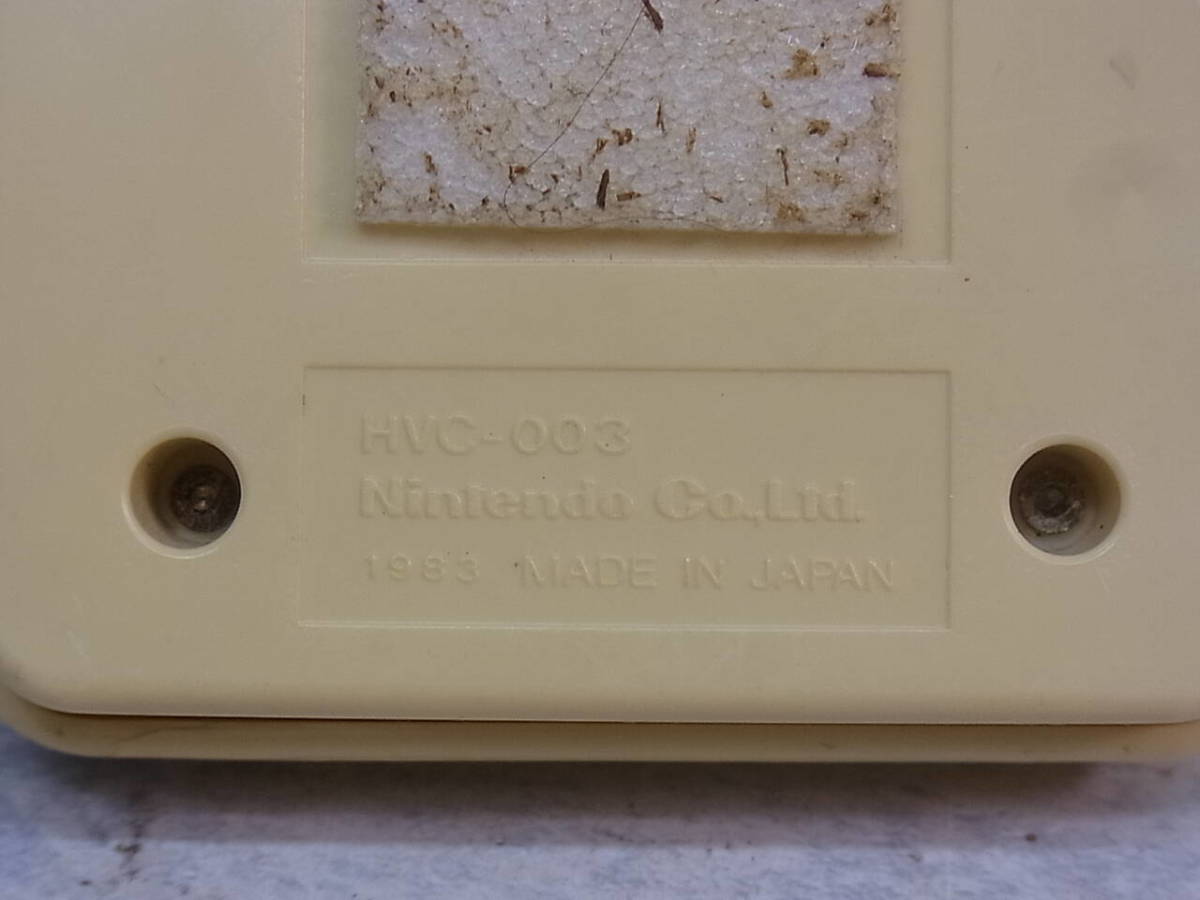 HVC-003
Nintendo Co.,Ltd.
1983 MADE IN JAPAN